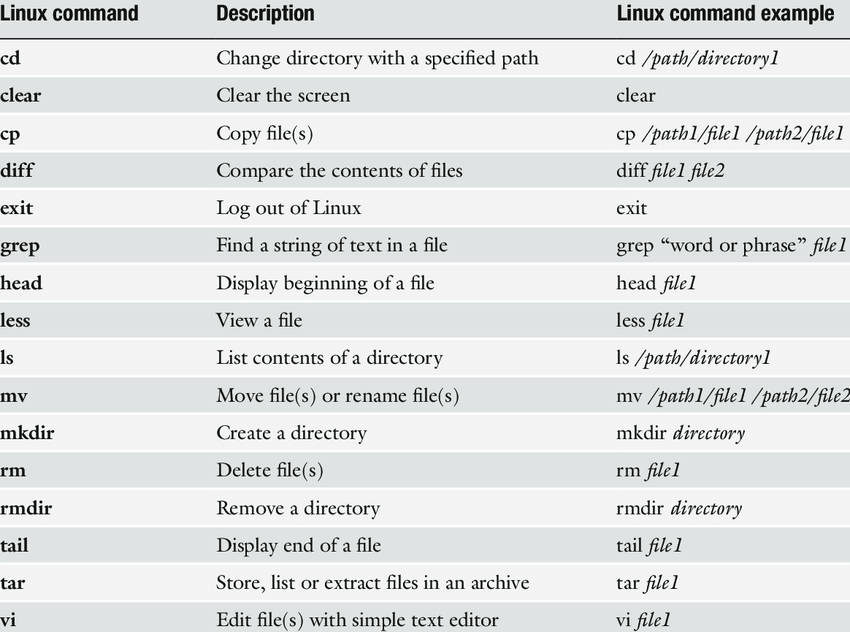 Linux command Description Linux command example
cd Change directory with a specified path cd /path/directory1
clear Clear the screen clear
cp Copy file(s) cp /path1/file1 /path2/file1
diff Compare the contents of files diff file1 file2
exit Log out of Linux exit
grep Find a string of text in a file grep “word or phrase” file1
head Display beginning of a file head file1
less View a file less file1
ls List contents of a directory ls /path/directory1
mv Move file(s) or rename file(s) mv /path1/file1 /path2/file2
mkdir Create a directory mkdir directory
rm Delete file(s) rm file1
rmdir Remove a directory rmdir directory
tail Display end of a file tail file1
tar Store, list or extract files in an archive tar file1
vi Edit file(s) with simple text editor vi file1